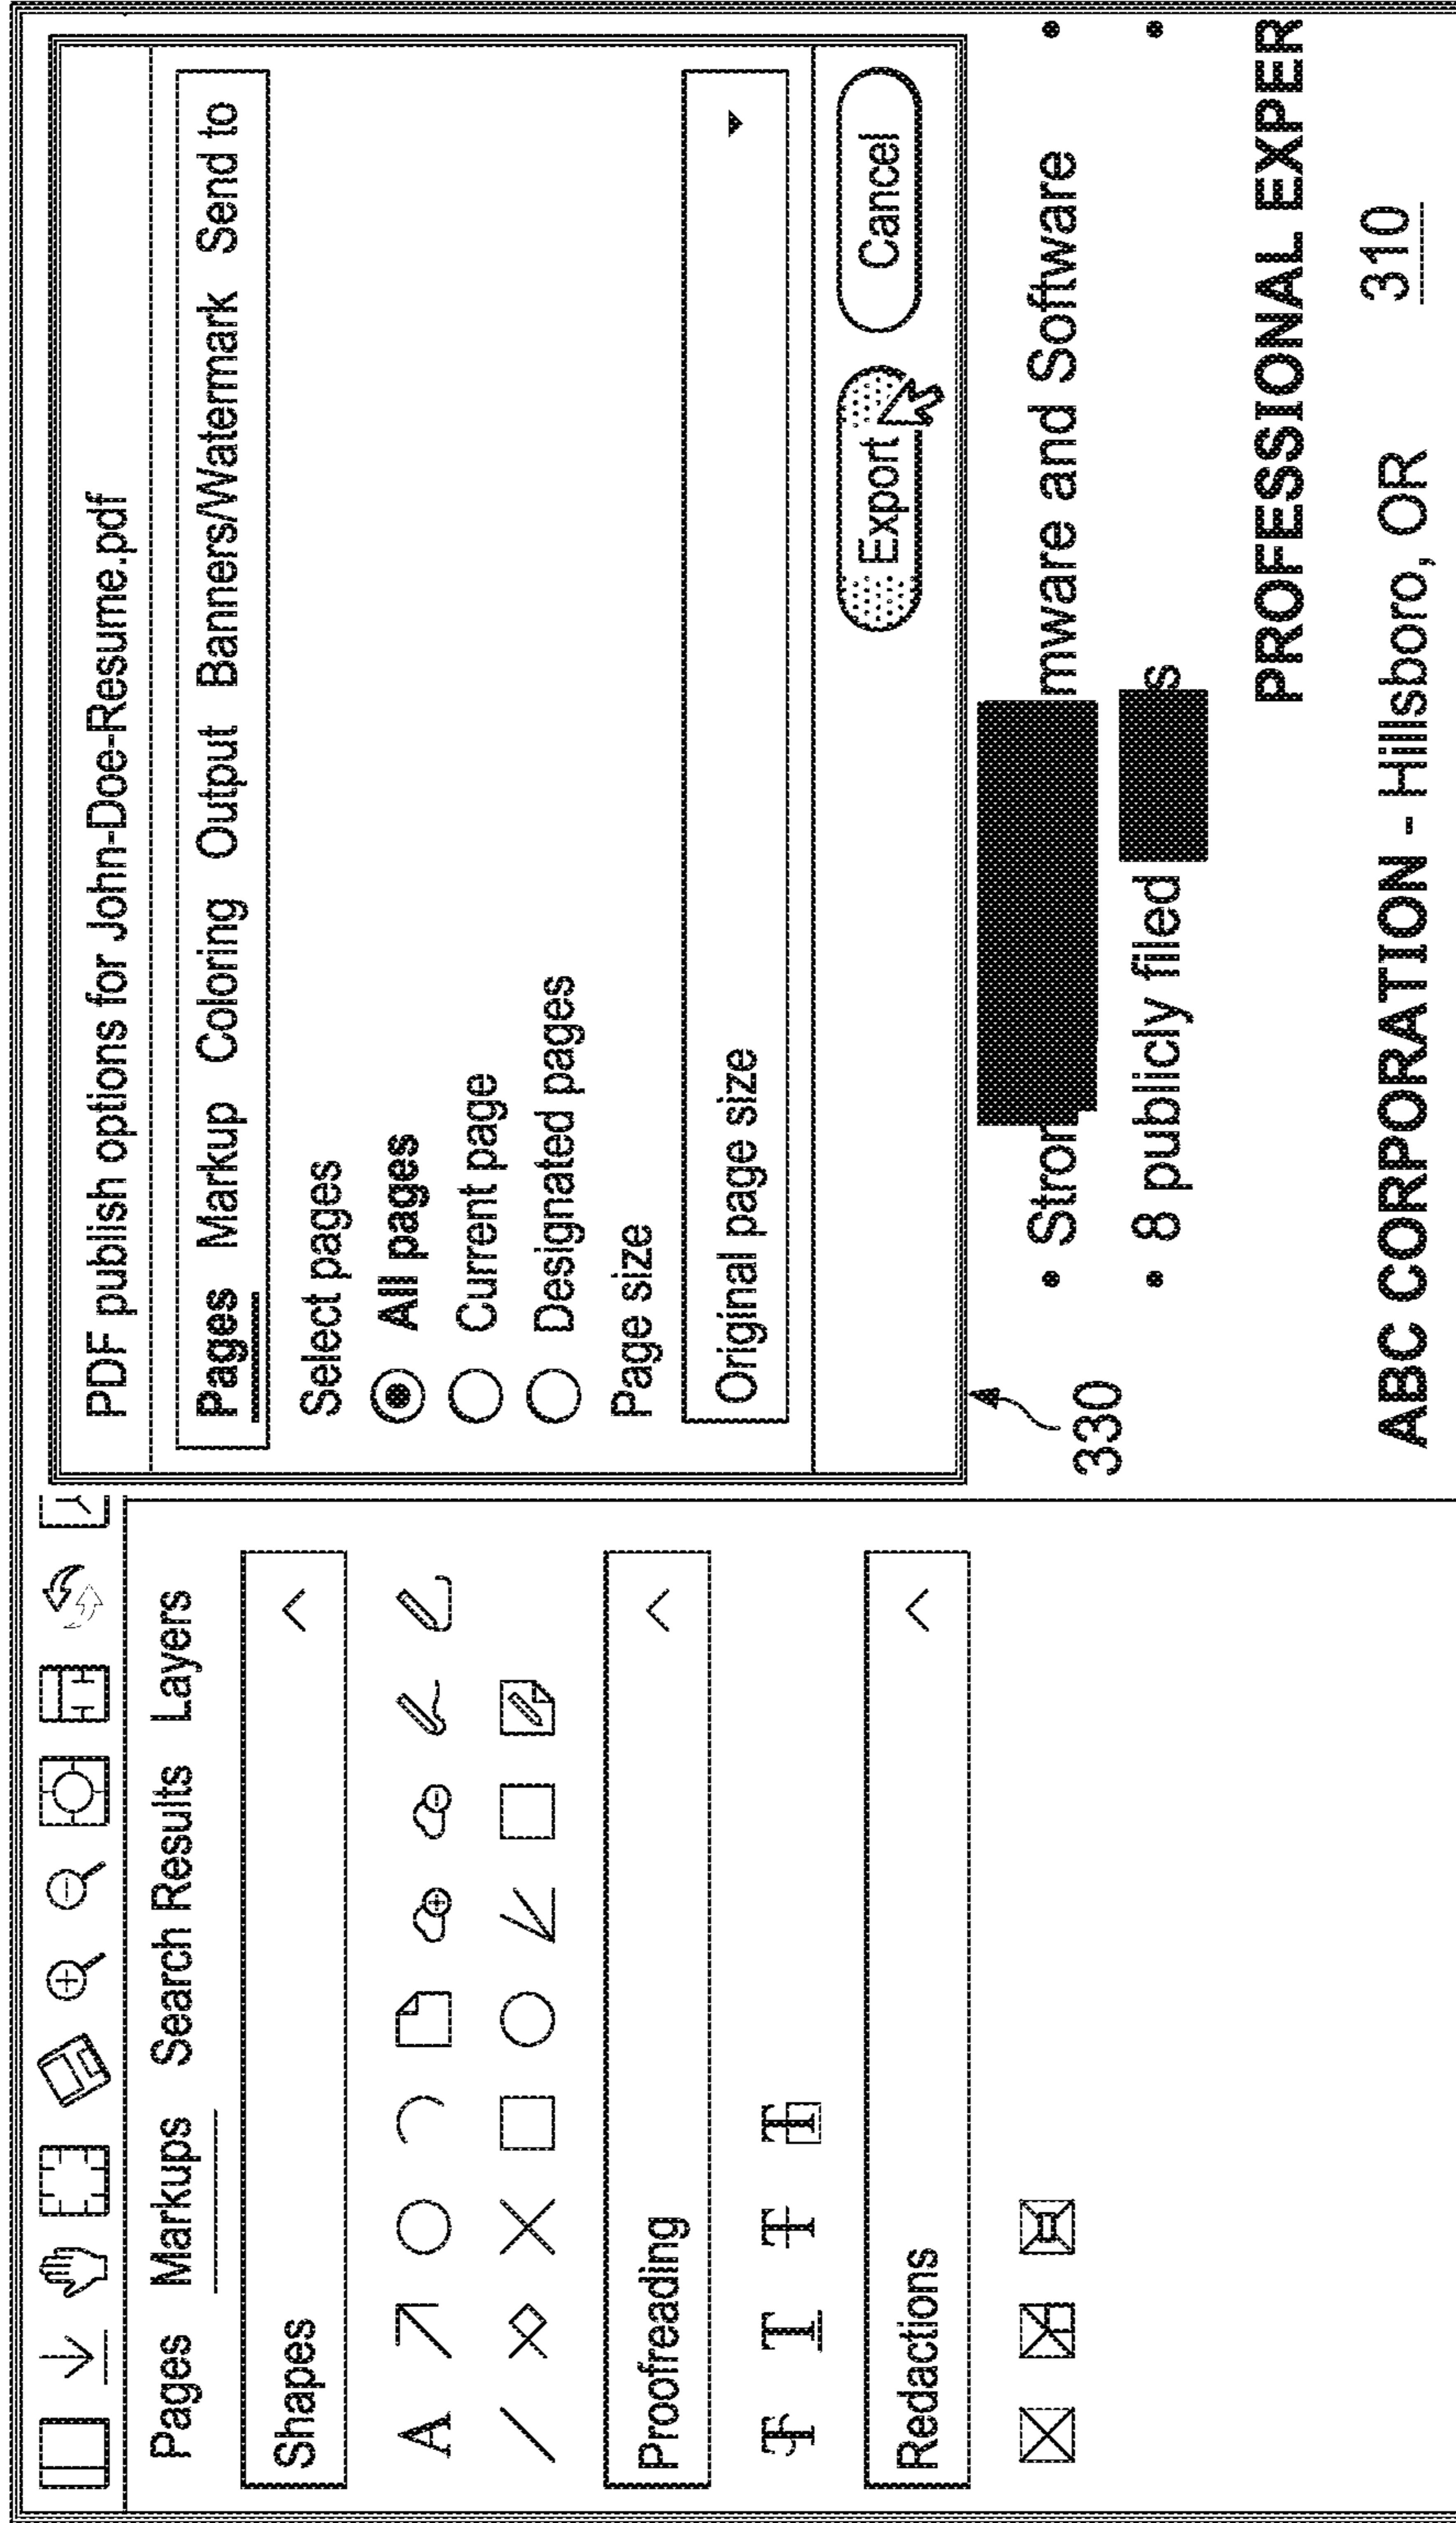 Pages Markups Search Results Layers
Shapes
A
Proofreading
T T T T
Redactions
PDF publish options for John-Doe-Resume.pdf
Pages Markup Coloring Output Banners/Watermark Send to
Select pages
All pages
Current page
Designated pages
Page size
Original page size
Export Cancel
330
• Stron mware and Software •
• 8 publicly filed s •
PROFESSIONAL EXPER
ABC CORPORATION - Hillsboro, OR 310